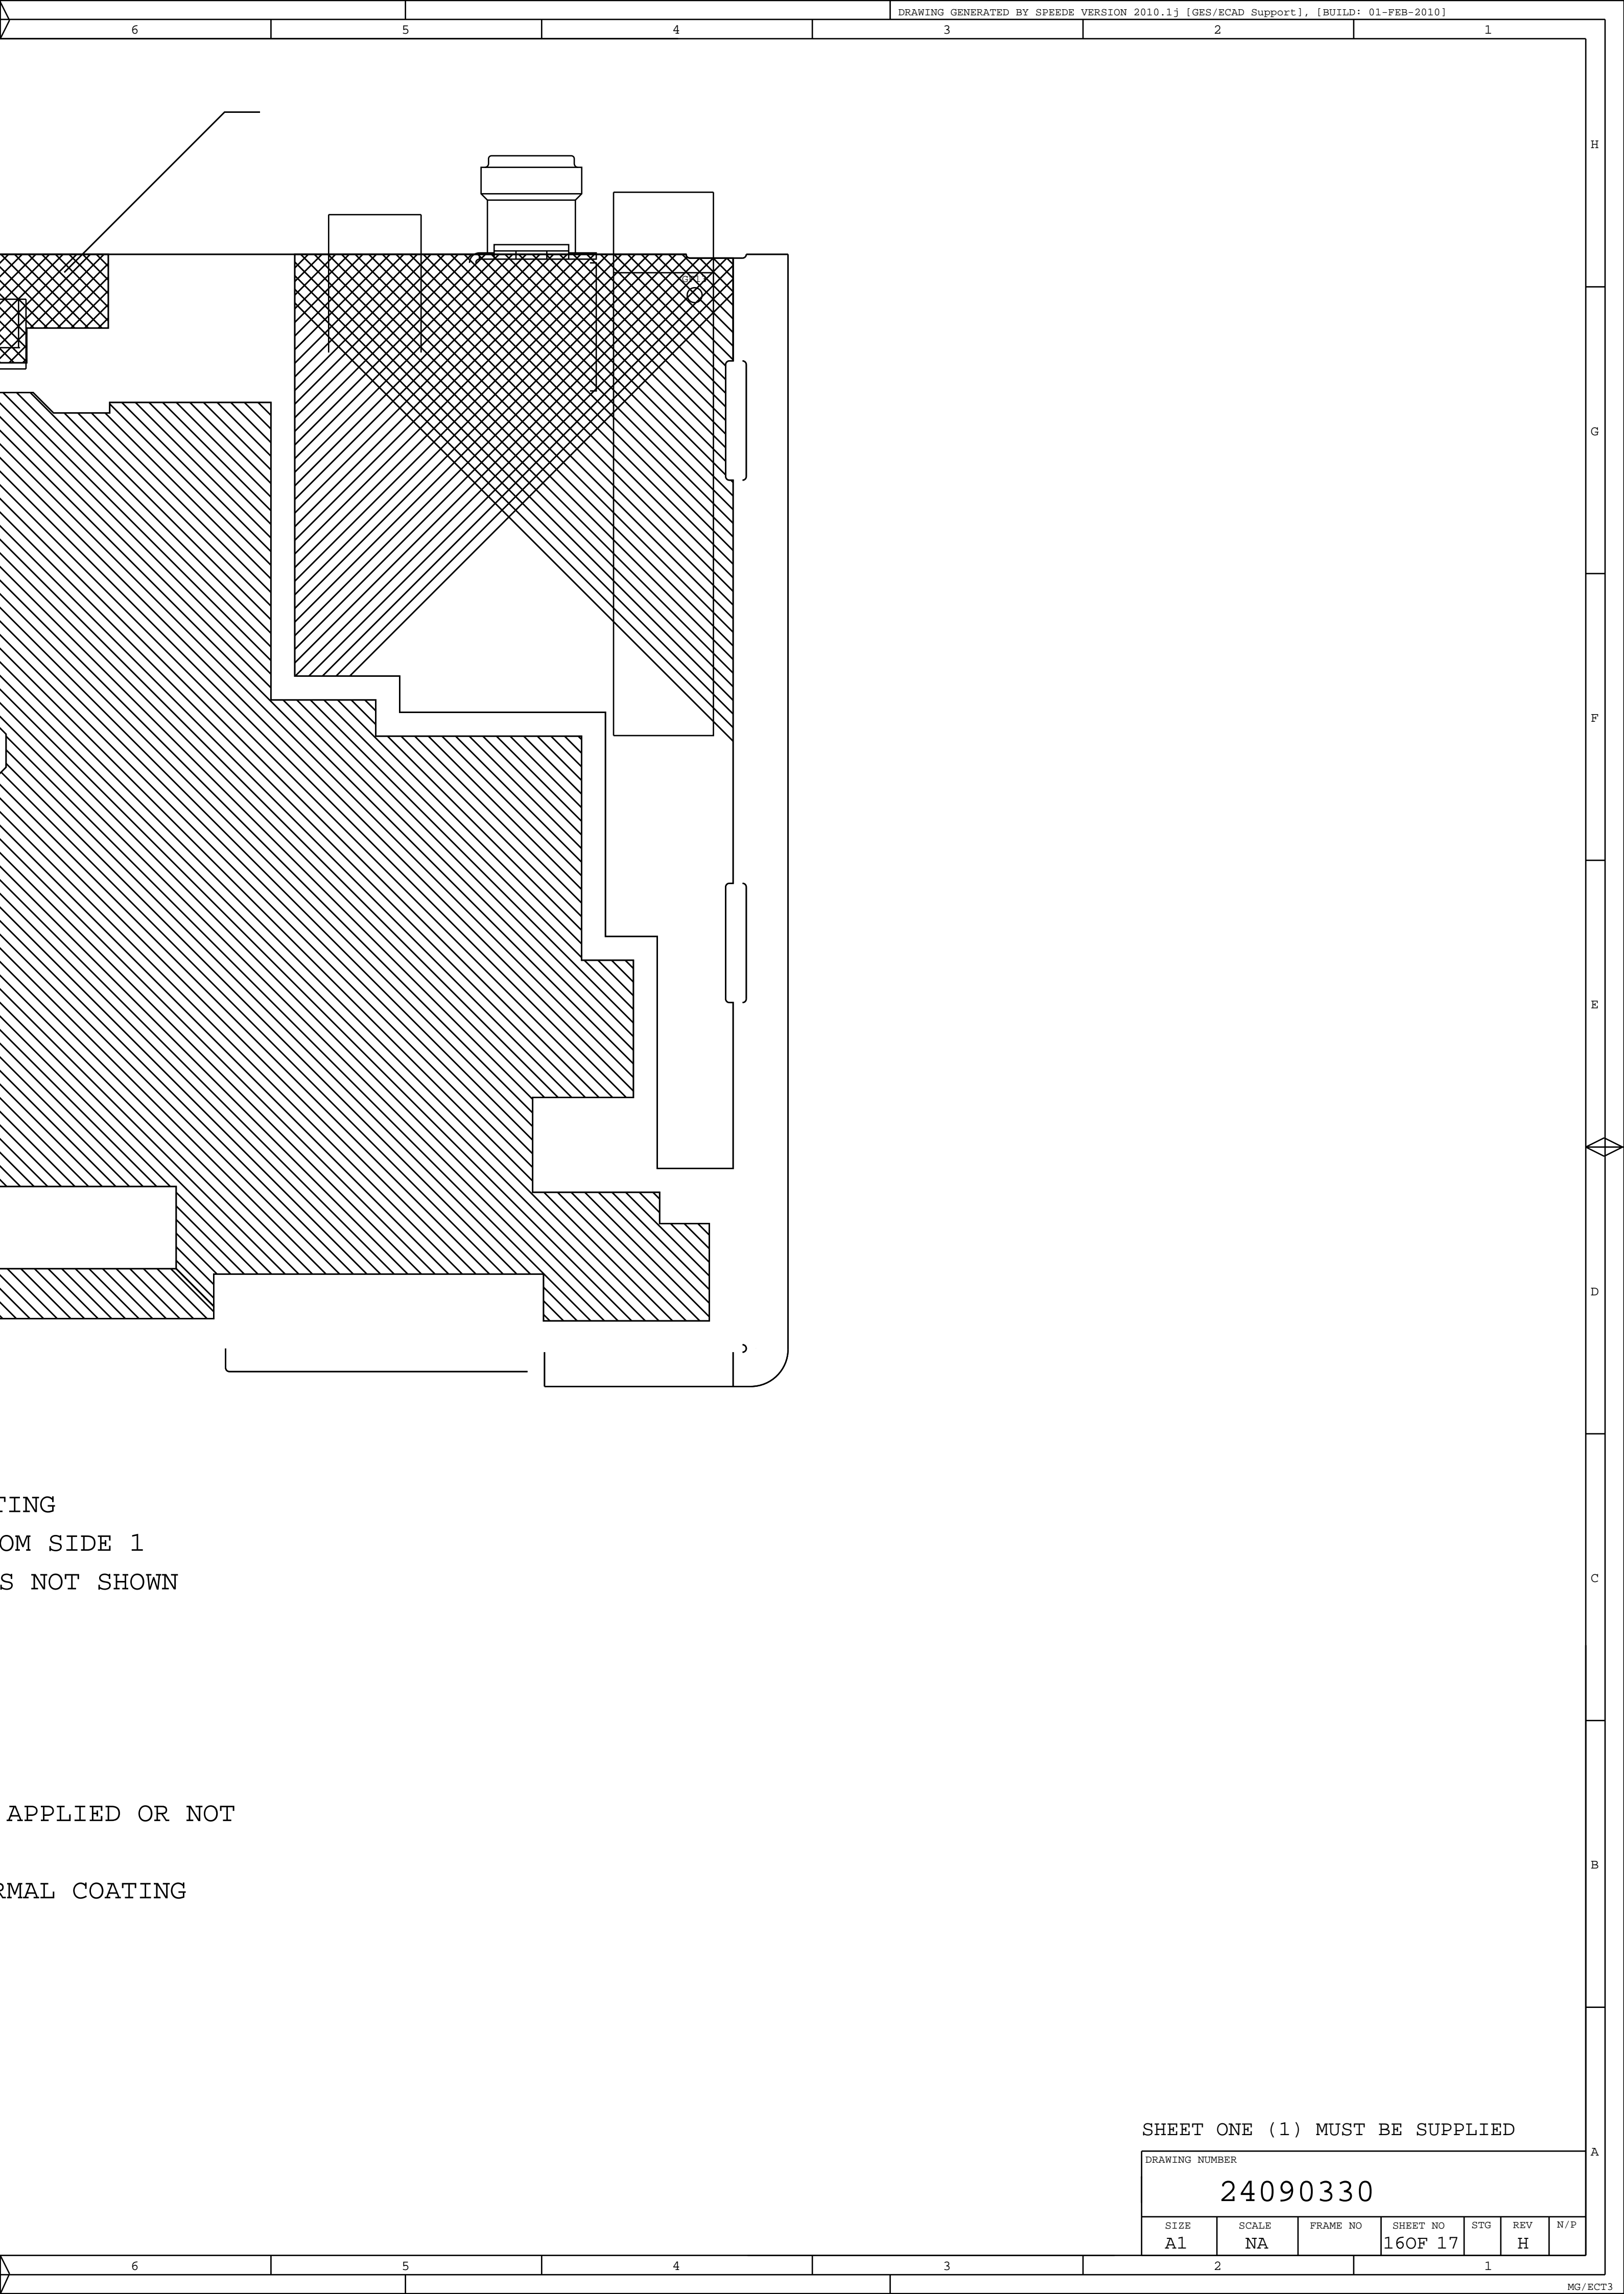 DRAWING GENERATED BY SPEEDE VERSION 2010.1j [GES/ECAD Support], [BUILD: 01-FEB-2010]
6 5 4 3 2 1
H
G
F
E
D
TING
OM SIDE 1
S NOT SHOWN
C
APPLIED OR NOT
B
RMAL COATING
SHEET ONE (1) MUST BE SUPPLIED
A
DRAWING NUMBER
24090330
SIZE SCALE FRAME NO SHEET NO STG REV N/P
A1 NA 16OF 17 H
6 5 4 3 2 1
MG/ECT3